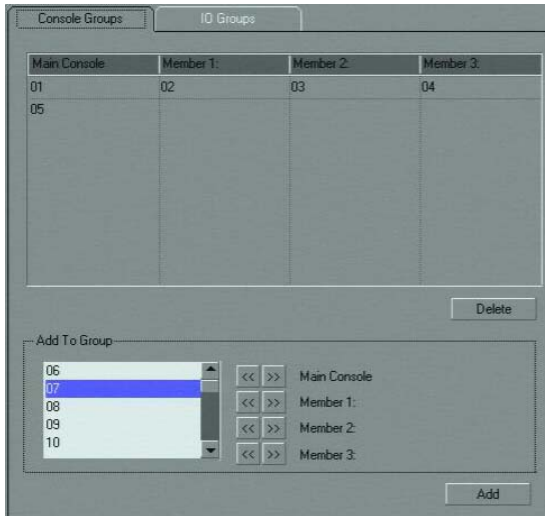 Console Groups IO Groups
Main Console Member 1: Member 2: Member 3:
01 02 03 04
05
Delete
Add To Group
06
07
08
09
10
<< >> Main Console
<< >> Member 1:
<< >> Member 2:
<< >> Member 3:
Add